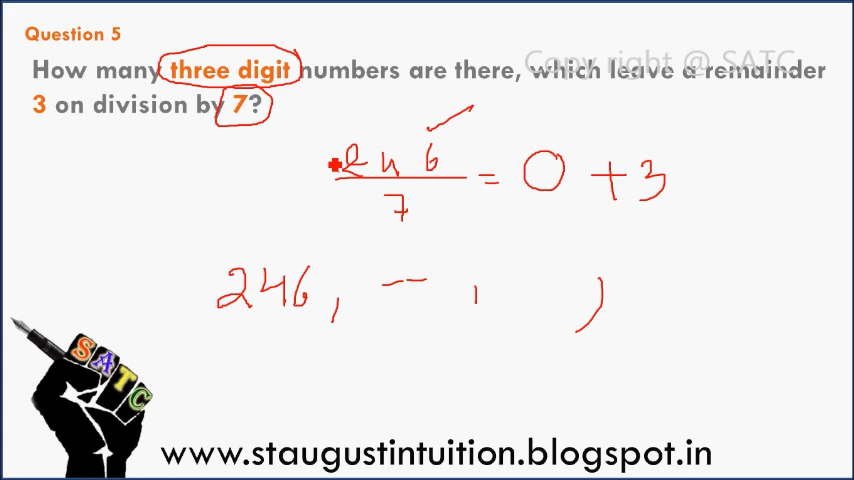 Question 5
Copy right @ SATC
How many three digit numbers are there, which leave a remainder
3 on division by 7?
246
7
= 0 + 3
246, -- , )
SATC
www.staugustintuition.blogspot.in